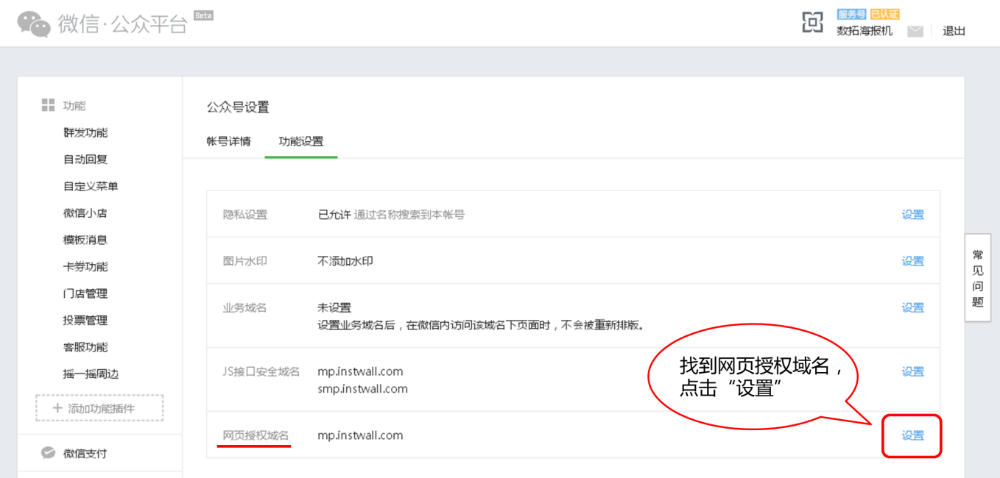 微信·公众平台 Beta
服务号 已认证
数拓海报机 退出
功能
群发功能
自动回复
自定义菜单
微信小店
模板消息
卡券功能
门店管理
投票管理
客服功能
摇一摇周边
+ 添加功能插件
微信支付
公众号设置
帐号详情 功能设置
隐私设置 已允许 通过名称搜索到本帐号 设置
图片水印 不添加水印 设置
业务域名 未设置 设置
设置业务域名后，在微信内访问该域名下页面时，不会被重新排版。
JS接口安全域名 mp.instwall.com 设置
smp.instwall.com
网页授权域名 mp.instwall.com 设置
找到网页授权域名，
点击“设置”
常
见
问
题